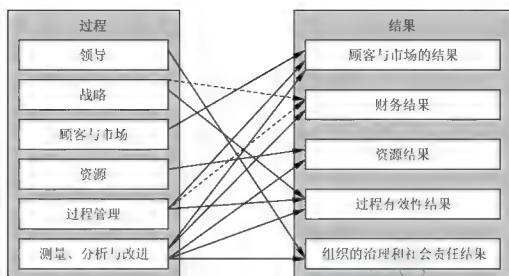 过程
领导
战略
顾客与市场
资源
过程管理
测量、分析与改进
结果
顾客与市场的结果
财务结果
资源结果
过程有效性结果
组织的治理和社会责任结果